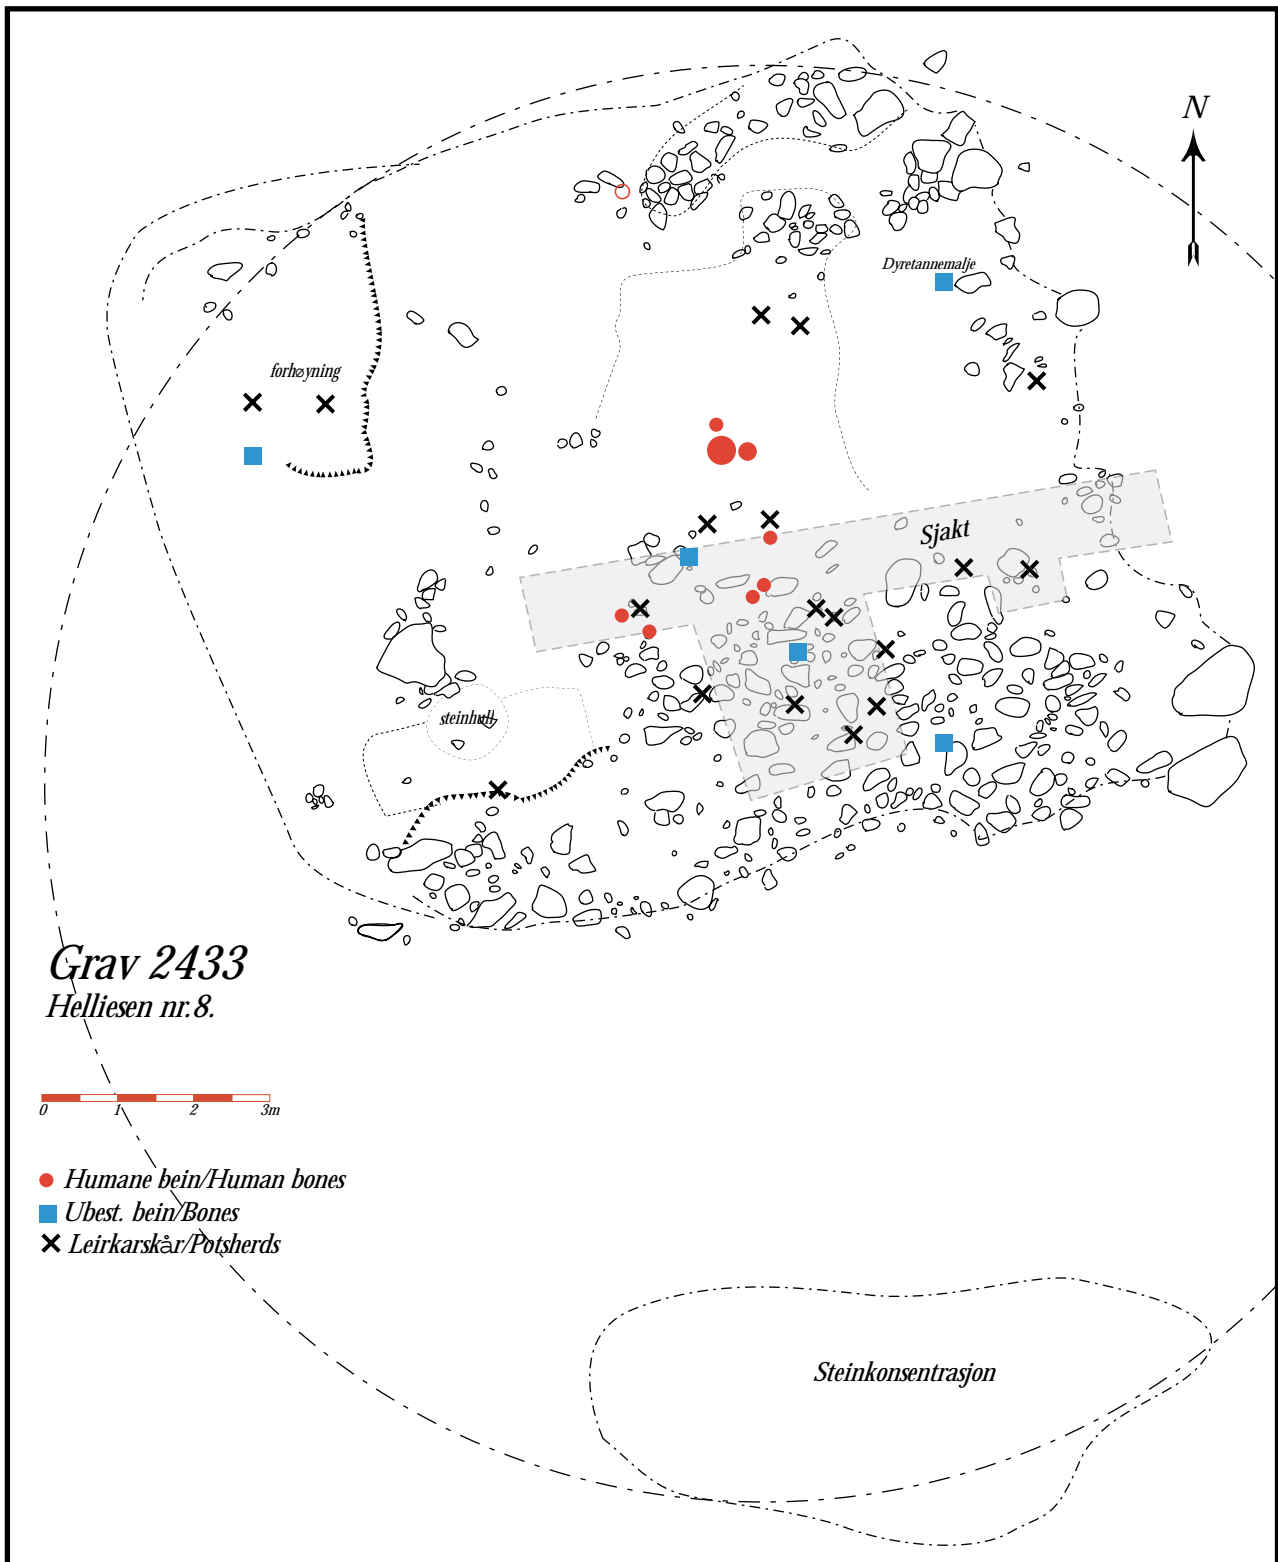 N
Dyretannemalje
forhøyning
Sjakt
steinhull
Grav 2433
Helliesen nr.8.
0 1 2 3m
Humane bein/Human bones
Ubest. bein/Bones
Leirkarskår/Potsherds
Steinkonsentrasjon